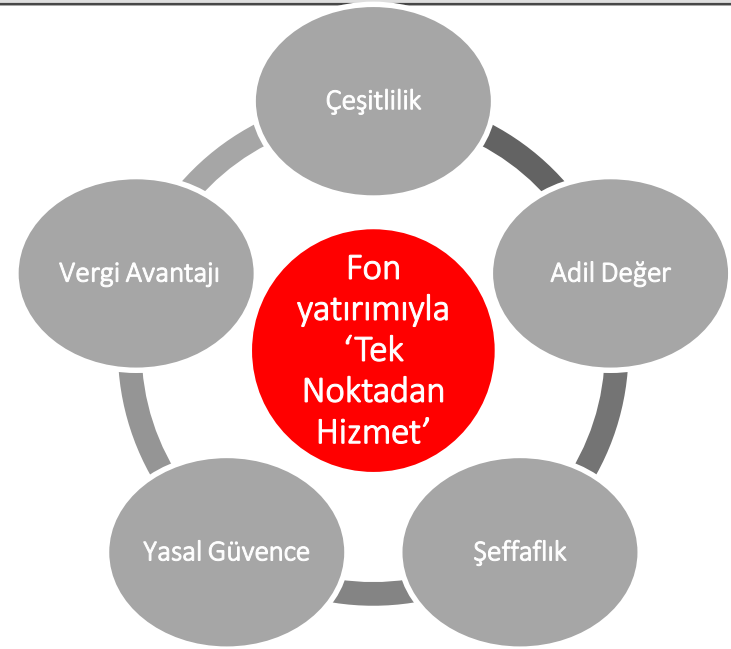 Çeşitlilik
Vergi Avantajı
Adil Değer
Fon
yatırımıyla
‘Tek
Noktadan
Hizmet’
Yasal Güvence
Şeffaflık